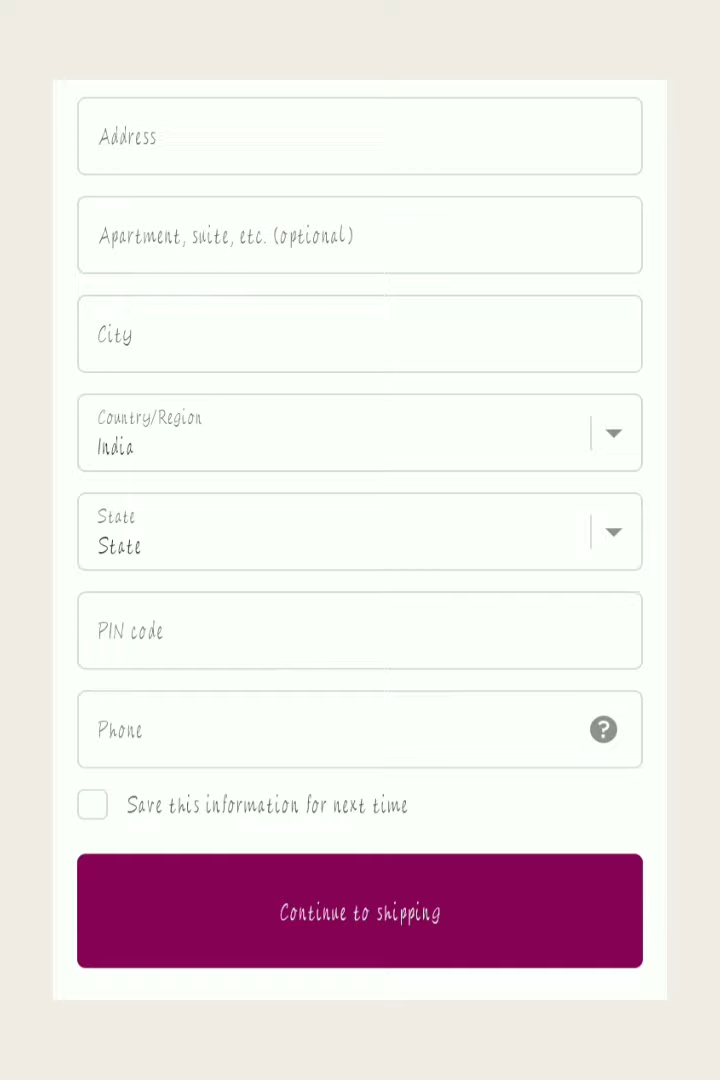 Address
Apartment, suite, etc. (optional)
City
Country/Region
India
State
State
PIN code
Phone
?
Save this information for next time
Continue to shipping